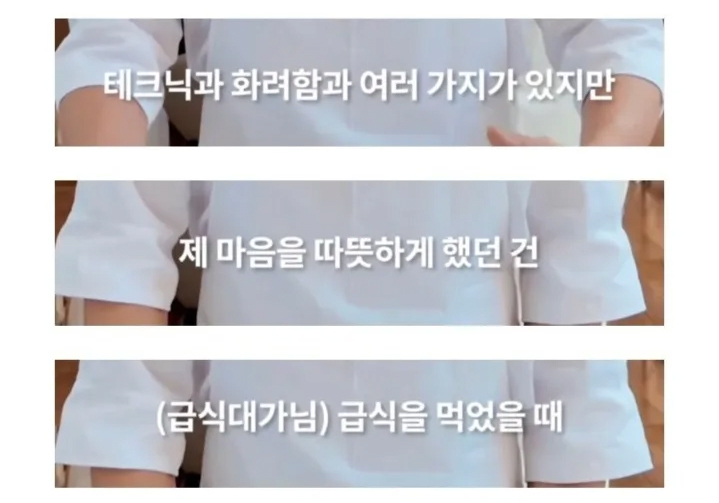 테크닉과 화려함과 여러 가지가 있지만
제 마음을 따뜻하게 했던 건
(급식대가님) 급식을 먹었을 때